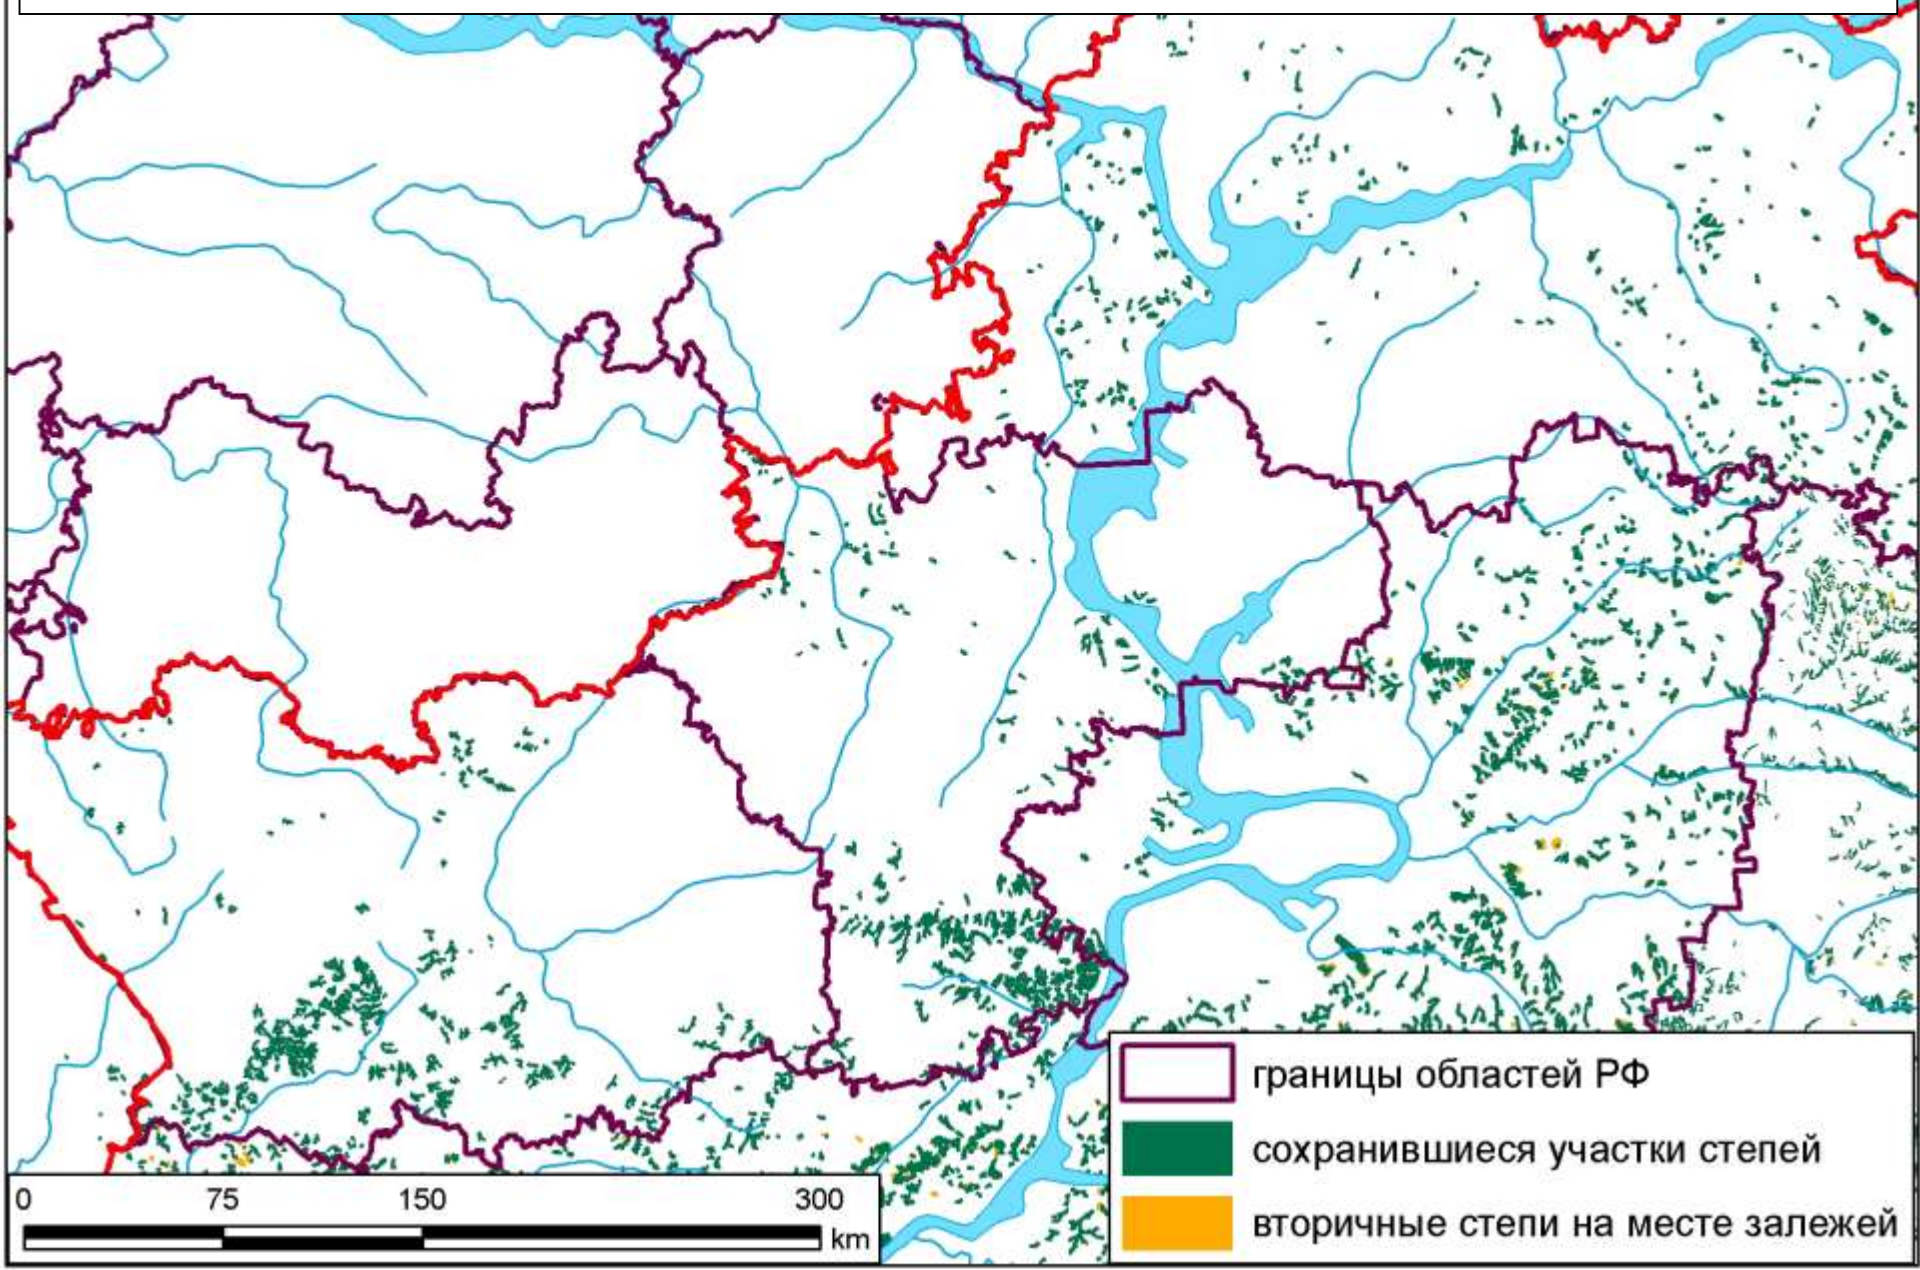 границы областей РФ
сохранившиеся участки степей
вторичные степи на месте залежей
0 75 150 300
km